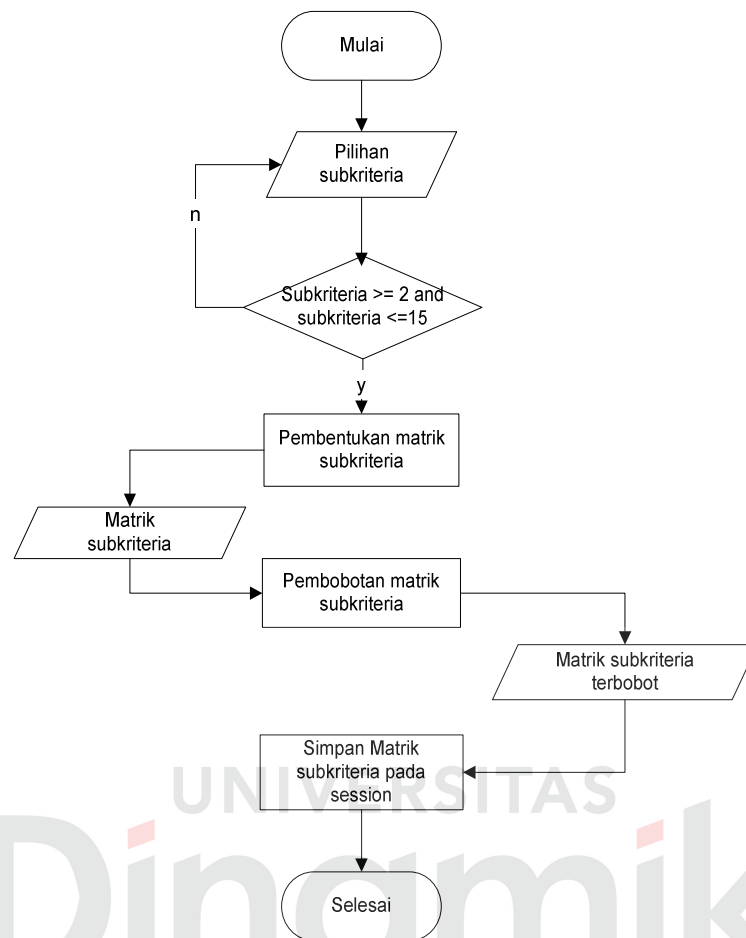 Mulai
Pilihan
subkriteria
n
Subkriteria >= 2 and
subkriteria <=15
y
Pembentukan matrik
subkriteria
Matrik
subkriteria
Pembobotan matrik
subkriteria
Matrik subkriteria
terbobot
Simpan Matrik
subkriteria pada
session
UNIVERSITAS
Dinamik
Selesai